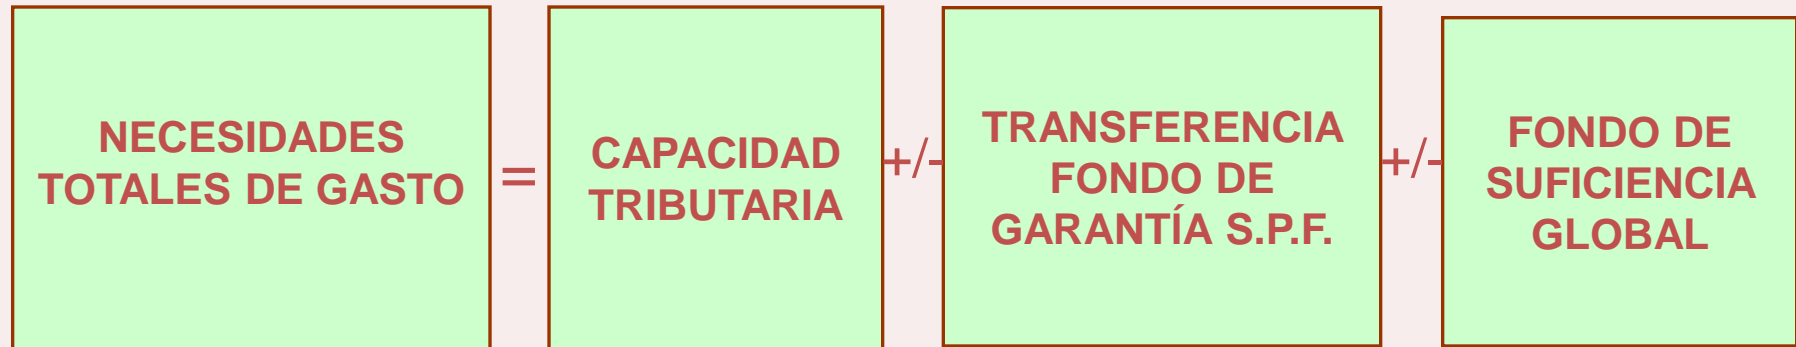 NECESIDADES
TOTALES DE GASTO
=
CAPACIDAD
TRIBUTARIA
+/-
TRANSFERENCIA
FONDO DE
GARANTÍA S.P.F.
+/-
FONDO DE
SUFICIENCIA
GLOBAL